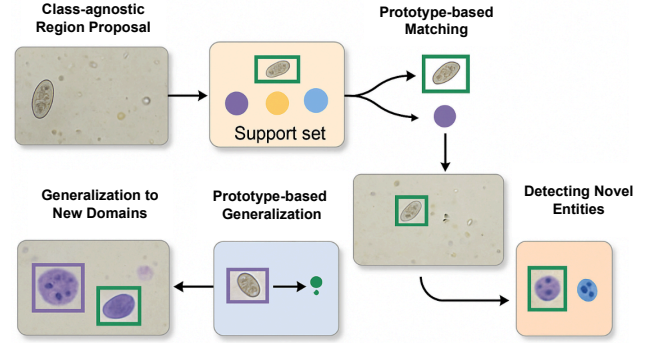 Class-agnostic
Region Proposal
Prototype-based
Matching
Support set
Generalization to
New Domains
Prototype-based
Generalization
Detecting Novel
Entities